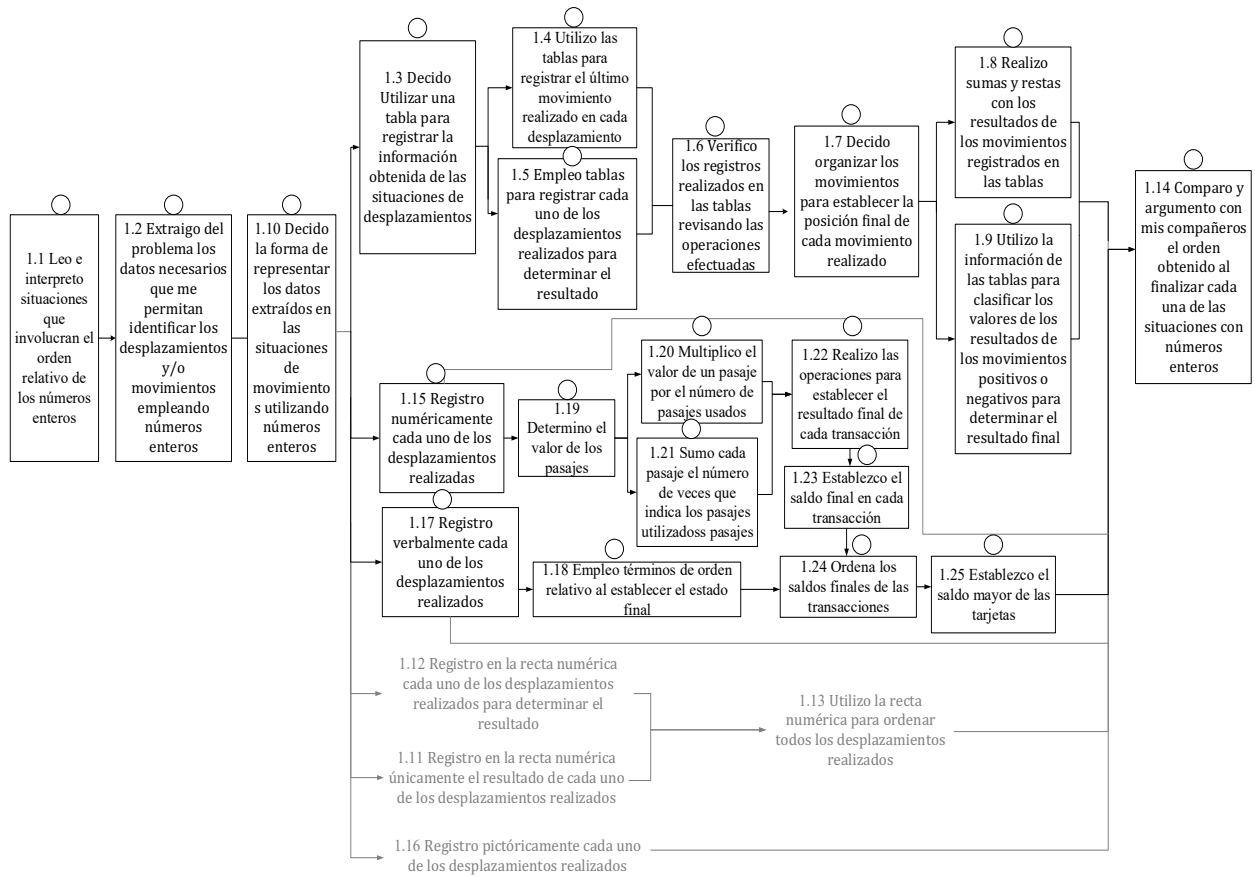 1.1 Leo e
interpreto
situaciones
que
involucran el
orden
relativo de
los números
enteros
1.2 Extraigo del
problema los
datos necesarios
que me
permitan
identificar los
desplazamientos
y/o
movimientos
empleando
números
enteros
1.10 Decido
la forma de
representar
los datos
extraídos en
las
situaciones
de
movimiento
s utilizando
números
enteros
1.3 Decido
Utilizar una
tabla para
registrar la
información
obtenida de las
situaciones de
desplazamientos
1.4 Utilizo las
tablas para
registrar el último
movimiento
realizado en cada
desplazamiento
1.5 Empleo tablas
para registrar cada
uno de los
desplazamientos
realizados para
determinar el
resultado
1.6 Verifico
los registros
realizados en
las tablas
revisando las
operaciones
efectuadas
1.7 Decido
organizar los
movimientos
para establecer la
posición final de
cada movimiento
realizado
1.8 Realizo
sumas y restas
con los
resultados de
los movimientos
registrados en
las tablas
1.9 Utilizo la
información de
las tablas para
clasificar los
valores de los
resultados de los
movimientos
positivos o
negativos para
determinar el
resultado final
1.14 Comparo y
argumento con
mis compañeros
el orden
obtenido al
finalizar cada
una de las
situaciones con
números
enteros
1.15 Registro
numéricamente
cada uno de los
desplazamientos
realizadas
1.19
Determino el
valor de los
pasajes
1.20 Multiplico el
valor de un pasaje
por el número de
pasajes usados
1.21 Sumo cada
pasaje el número
de veces que
indica los pasajes
utilizadoss pasajes
1.22 Realizo las
operaciones para
establecer el
resultado final de
cada transacción
1.23 Establezco el
saldo final en cada
transacción
1.17 Registro
verbalmente cada
uno de los
desplazamientos
realizados
1.18 Empleo términos de orden
relativo al establecer el estado
final
1.24 Ordena los
saldos finales de las
transacciones
1.25 Establezco el
saldo mayor de las
tarjetas
1.12 Registro en la recta numérica
cada uno de los desplazamientos
realizados para determinar el
resultado
1.11 Registro en la recta numérica
únicamente el resultado de cada uno
de los desplazamientos realizados
1.13 Utilizo la recta
numérica para ordenar
todos los desplazamientos
realizados
1.16 Registro pictóricamente cada uno
de los desplazamientos realizados